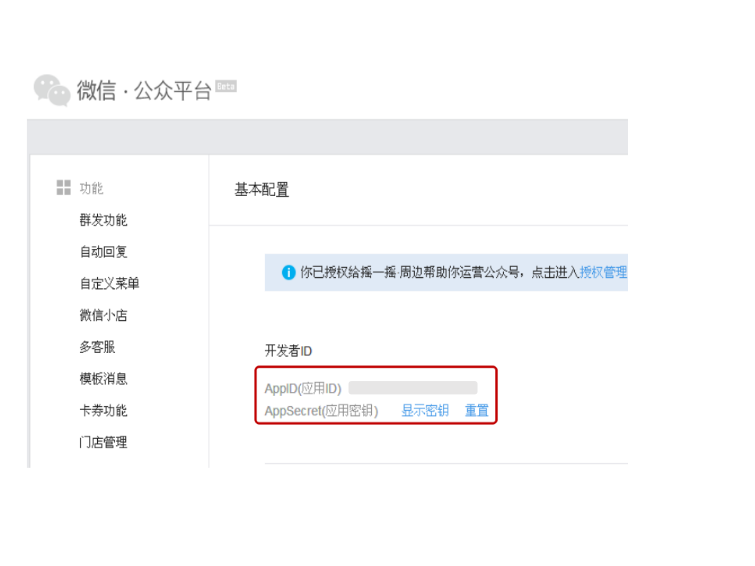 微信·公众平台 Beta
功能
基本配置
群发功能
自动回复
你已授权给摇一摇·周边帮助你运营公众号，点击进入授权管理
自定义菜单
微信小店
多客服
开发者ID
模板消息
AppID(应用ID)
卡券功能
AppSecret(应用密钥) 显示密钥 重置
门店管理